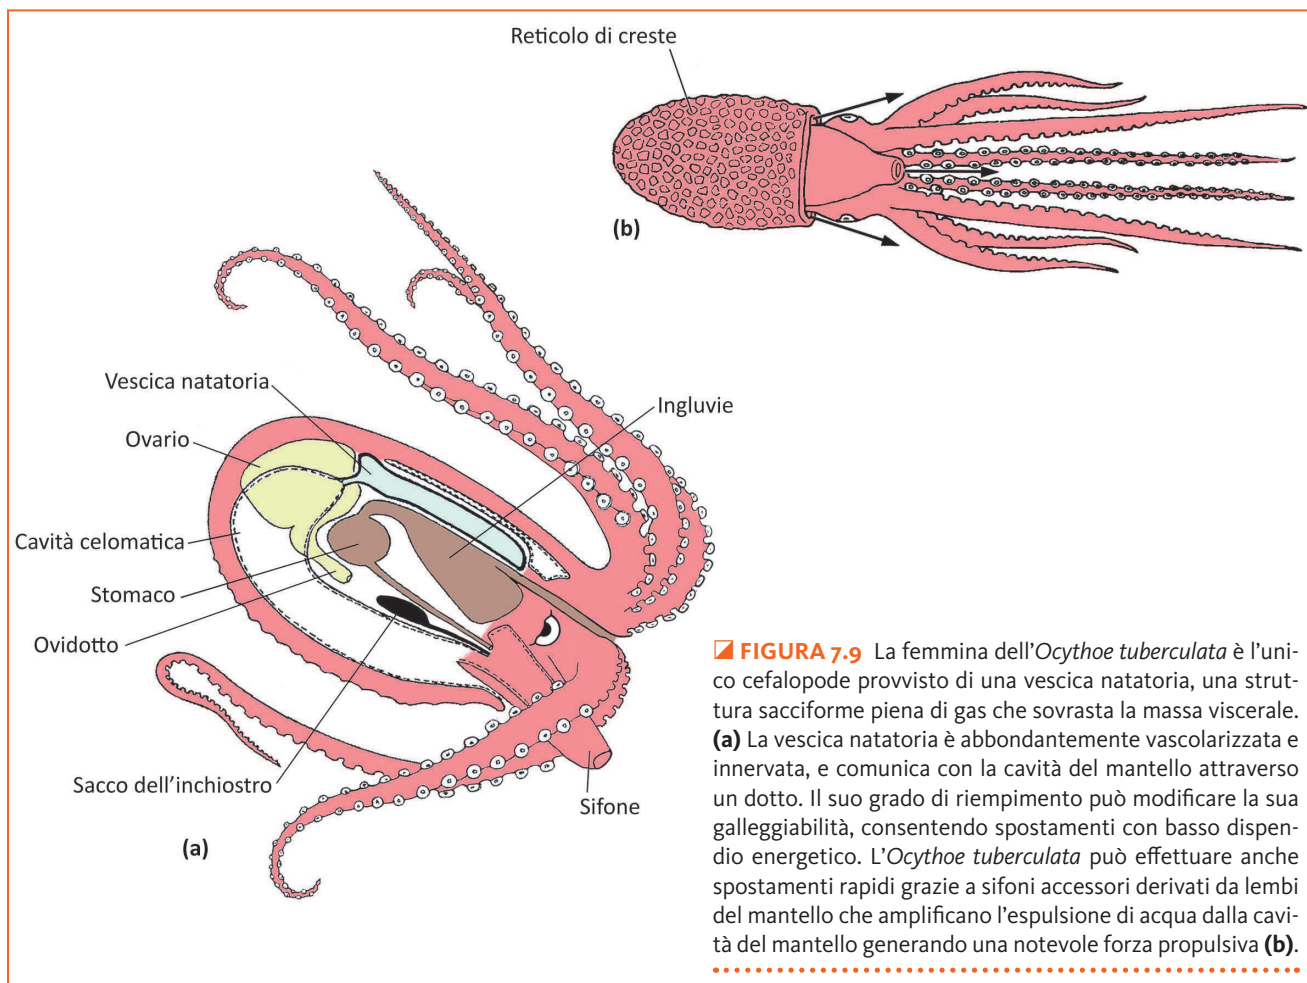 Reticolo di creste
(b)
Vescica natatoria
Ingluvie
Ovario
Cavità celomatica
Stomaco
Ovidotto
Sacco dell'inchiostro
Sifone
(a)
FIGURA 7.9 La femmina dell'Ocythoe tuberculata è l'uni-
co cefalopode provvisto di una vescica natatoria, una strut-
tura sacciforme piena di gas che sovrasta la massa viscerale.
(a) La vescica natatoria è abbondantemente vascolarizzata e
innervata, e comunica con la cavità del mantello attraverso
un dotto. Il suo grado di riempimento può modificare la sua
galleggiabilità, consentendo spostamenti con basso dispen-
dio energetico. L'Ocythoe tuberculata può effettuare anche
spostamenti rapidi grazie a sifoni accessori derivati da lembi
del mantello che amplificano l'espulsione di acqua dalla cavi-
tà del mantello generando una notevole forza propulsiva (b).